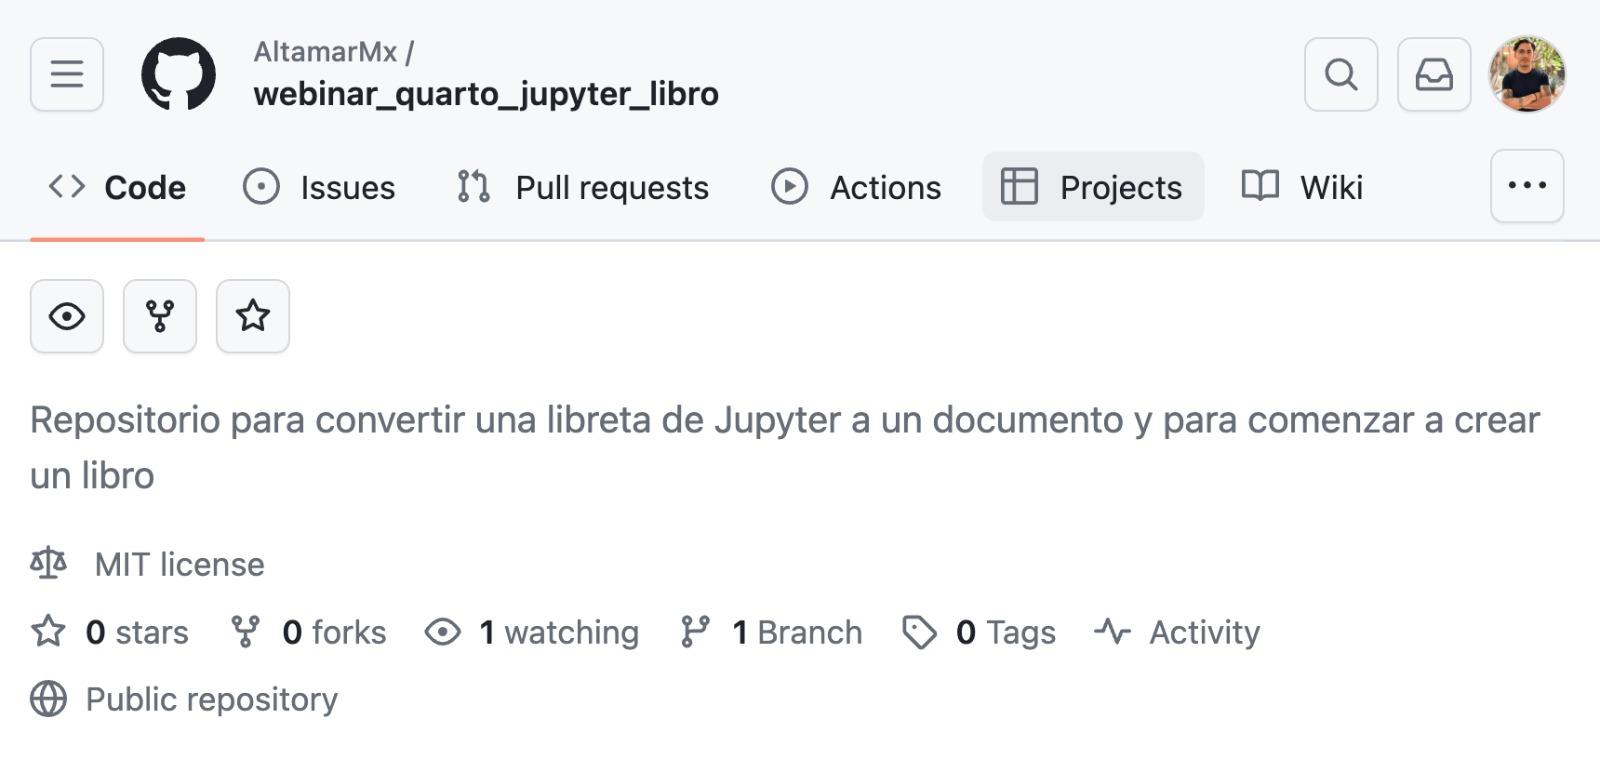 AltamarMx /
webinar_quarto_jupyter_libro
Code Issues Pull requests Actions Projects Wiki
Repositorio para convertir una libreta de Jupyter a un documento y para comenzar a crear
un libro
MIT license
0 stars 0 forks 1 watching 1 Branch 0 Tags Activity
Public repository